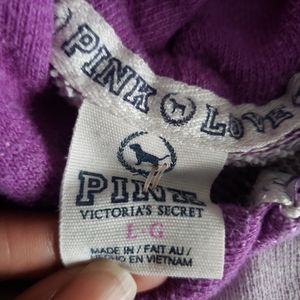 PINK LOVE
PINK
VICTORIA'S SECRET
L-G
MADE IN / FAIT AU /
HECHO EN VIETNAM